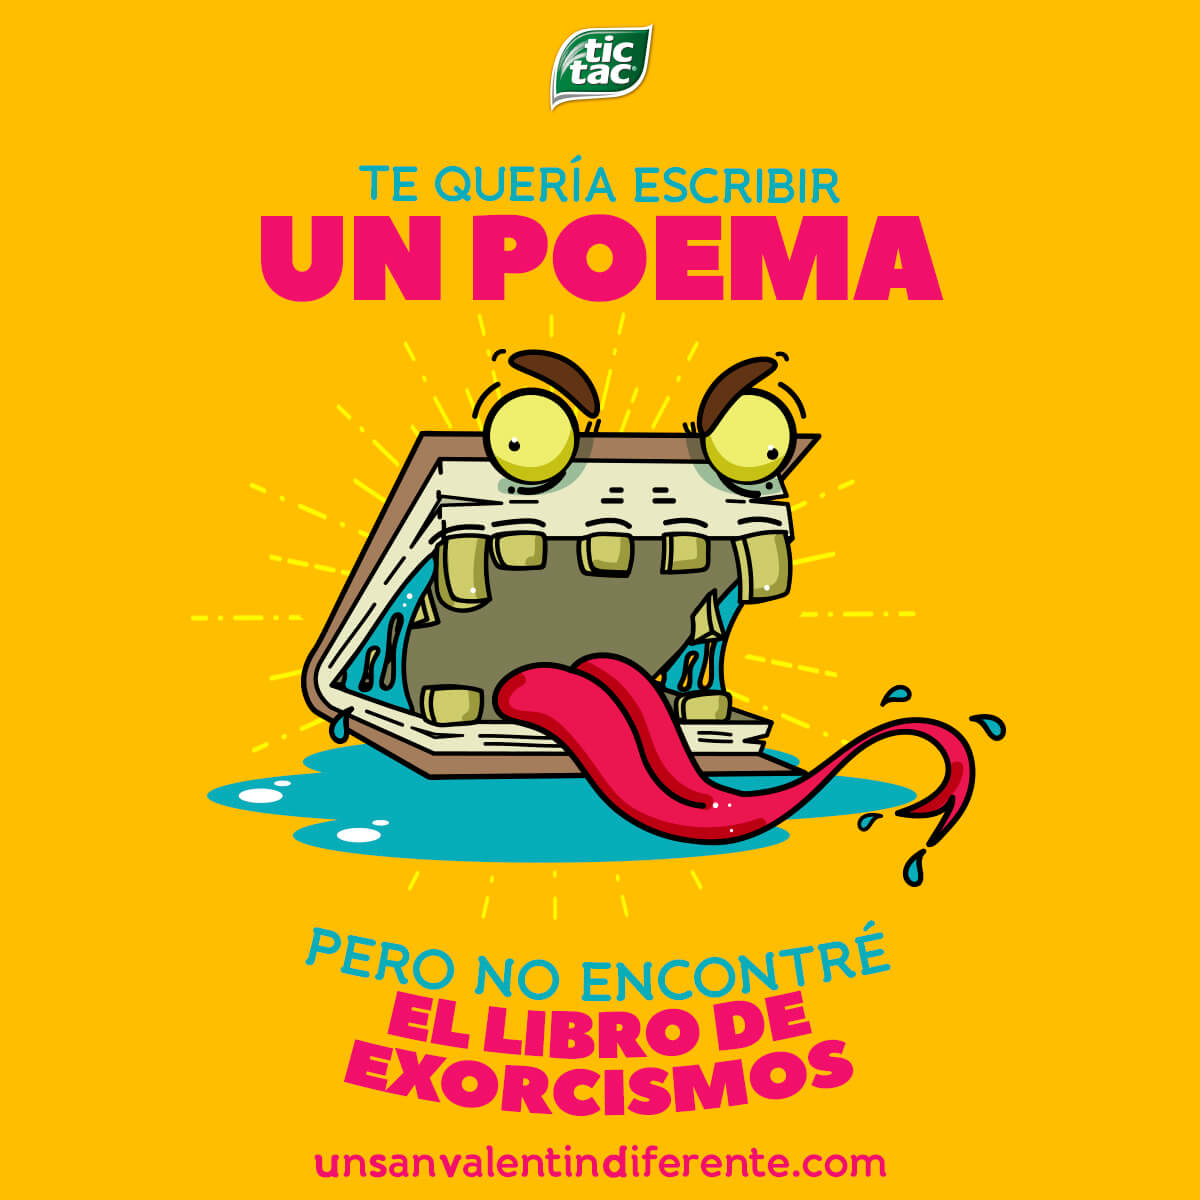 tic
tac
TE QUERÍA ESCRIBIR
UN POEMA
PERO NO ENCONTRÉ
EL LIBRO DE
EXORCISMOS
unsanvalentindiferente.com